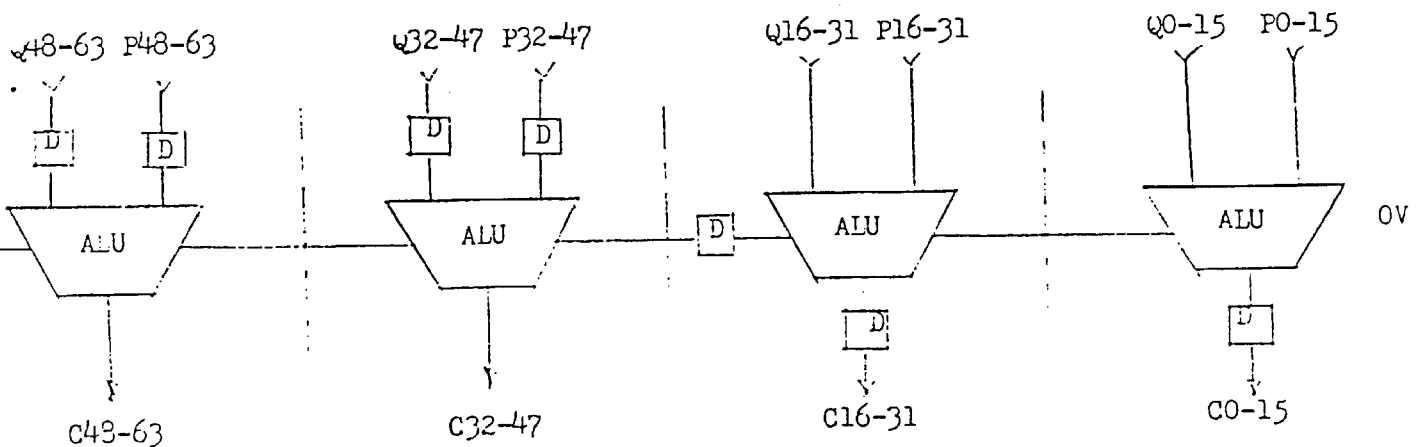 Q48-63 P48-63
Q32-47 P32-47
Q16-31 P16-31
Q0-15 P0-15
D
D
D
D
ALU
ALU
D
ALU
ALU
0V
D
D
C48-63
C32-47
C16-31
C0-15